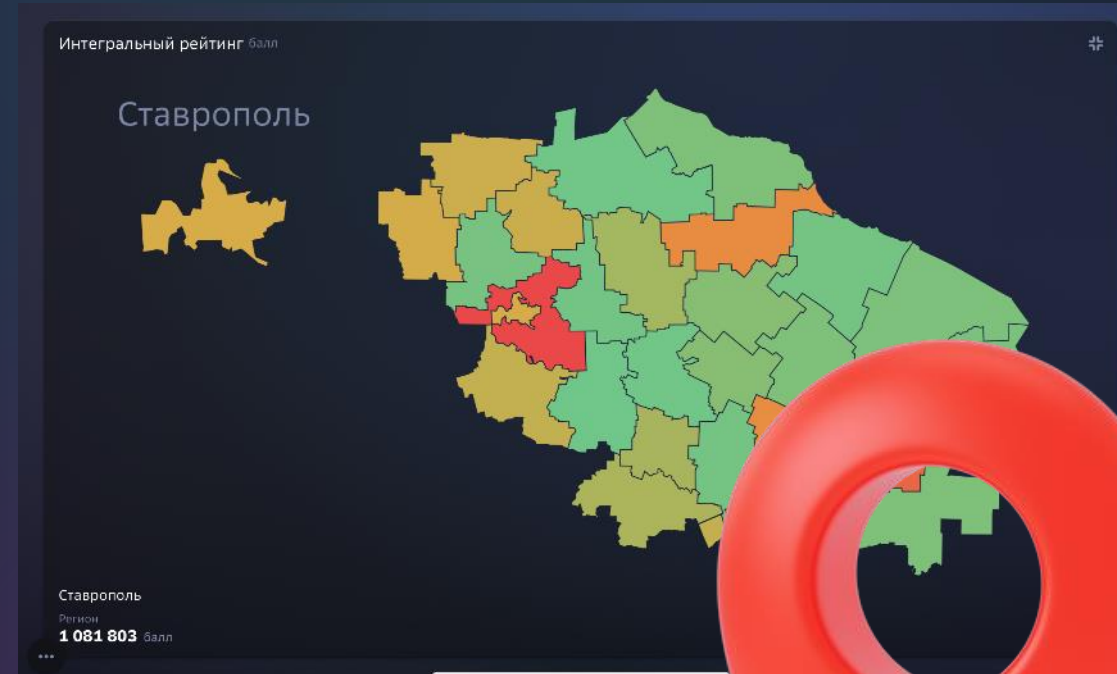 Интегральный рейтинг балл
Ставрополь
Ставрополь
Регион
1 081 803 балл